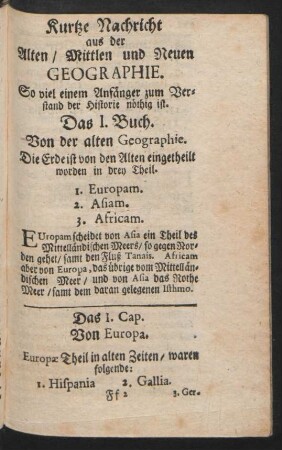 Kurtze Nachricht
aus der
Alten/ Mittlen und Neuen
GEOGRAPHIE.
So viel einem Anfänger zum Ver-
stand der Historie nöthig ist.
Das I. Buch.
Von der alten Geographie.
Die Erde ist von den Alten eingetheilt
worden in drey Theil.
1. Europam.
2. Asiam.
3. Africam.
EUropam scheidet von Asia ein Theil des
Mittelländischen Meers/ so gegen Nor-
den gehet/ samt den Fluß Tanais. Africam
aber von Europa, das übrige vom Mittellän-
dischen Meer/ und von Asia das Rothe
Meer/ samt dem daran gelegenen Isthmo.
Das I. Cap.
Von Europa.
Europæ Theil in alten Zeiten/ waren
folgende:
1. Hispania 2. Gallia.
Ff 2 3. Ger-